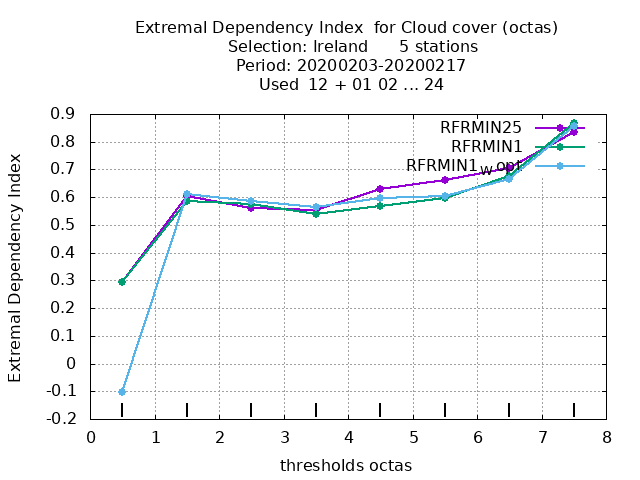 Extremal Dependency Index  for Cloud cover (octas)
Selection: Ireland      5 stations
Period: 20200203-20200217
Used  12 + 01 02 ... 24
Extremal Dependency Index
0.9
0.8
0.7
0.6
0.5
0.4
0.3
0.2
0.1
0
-0.1
-0.2
RFRMIN25
RFRMIN1
RFRMIN1w opt
0 1 2 3 4 5 6 7 8
thresholds octas